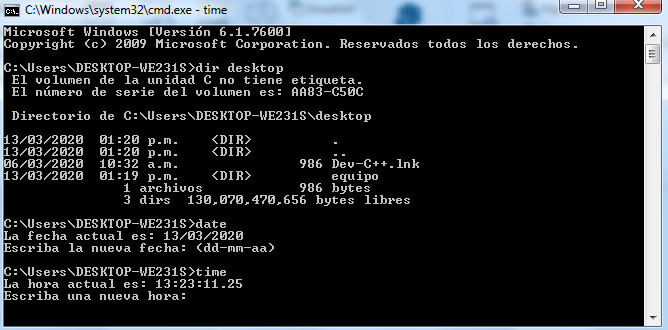 C:\Windows\system32\cmd.exe - time
Microsoft Windows [Versión 6.1.7600]
Copyright (c) 2009 Microsoft Corporation. Reservados todos los derechos.
C:\Users\DESKTOP-WE231S>dir desktop
El volumen de la unidad C no tiene etiqueta.
El número de serie del volumen es: AA83-C50C
Directorio de C:\Users\DESKTOP-WE231S\desktop
13/03/2020  01:20 p.m.    <DIR>          .
13/03/2020  01:20 p.m.    <DIR>          ..
06/03/2020  10:32 a.m.               986 Dev-C++.lnk
13/03/2020  01:19 p.m.    <DIR>          equipo
1 archivos            986 bytes
3 dirs  130,070,470,656 bytes libres
C:\Users\DESKTOP-WE231S>date
La fecha actual es: 13/03/2020
Escriba la nueva fecha: (dd-mm-aa)
C:\Users\DESKTOP-WE231S>time
La hora actual es: 13:23:11.25
Escriba una nueva hora: